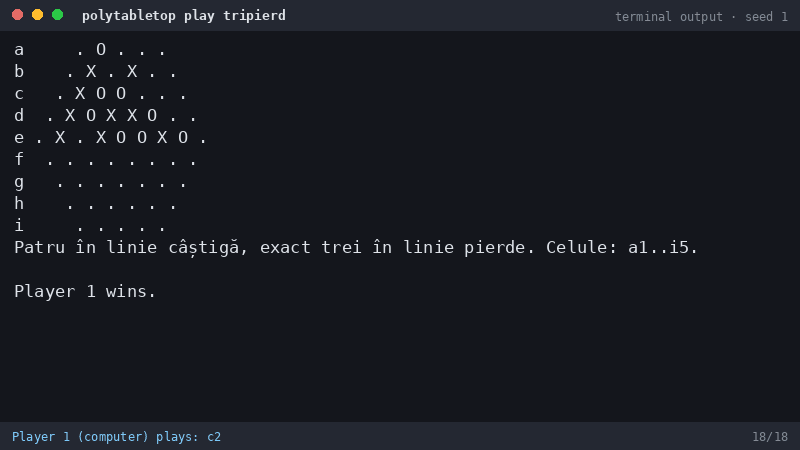 polytabletop play tripierd
terminal output · seed 1
a     . O . . .
b    . X . X . .
c   . X O O . . .
d  . X O X X O . .
e . X . X O O X O .
f  . . . . . . . .
g   . . . . . . .
h    . . . . . .
i     . . . . .
Patru în linie câștigă, exact trei în linie pierde. Celule: a1..i5.
Player 1 wins.
Player 1 (computer) plays: c2
18/18